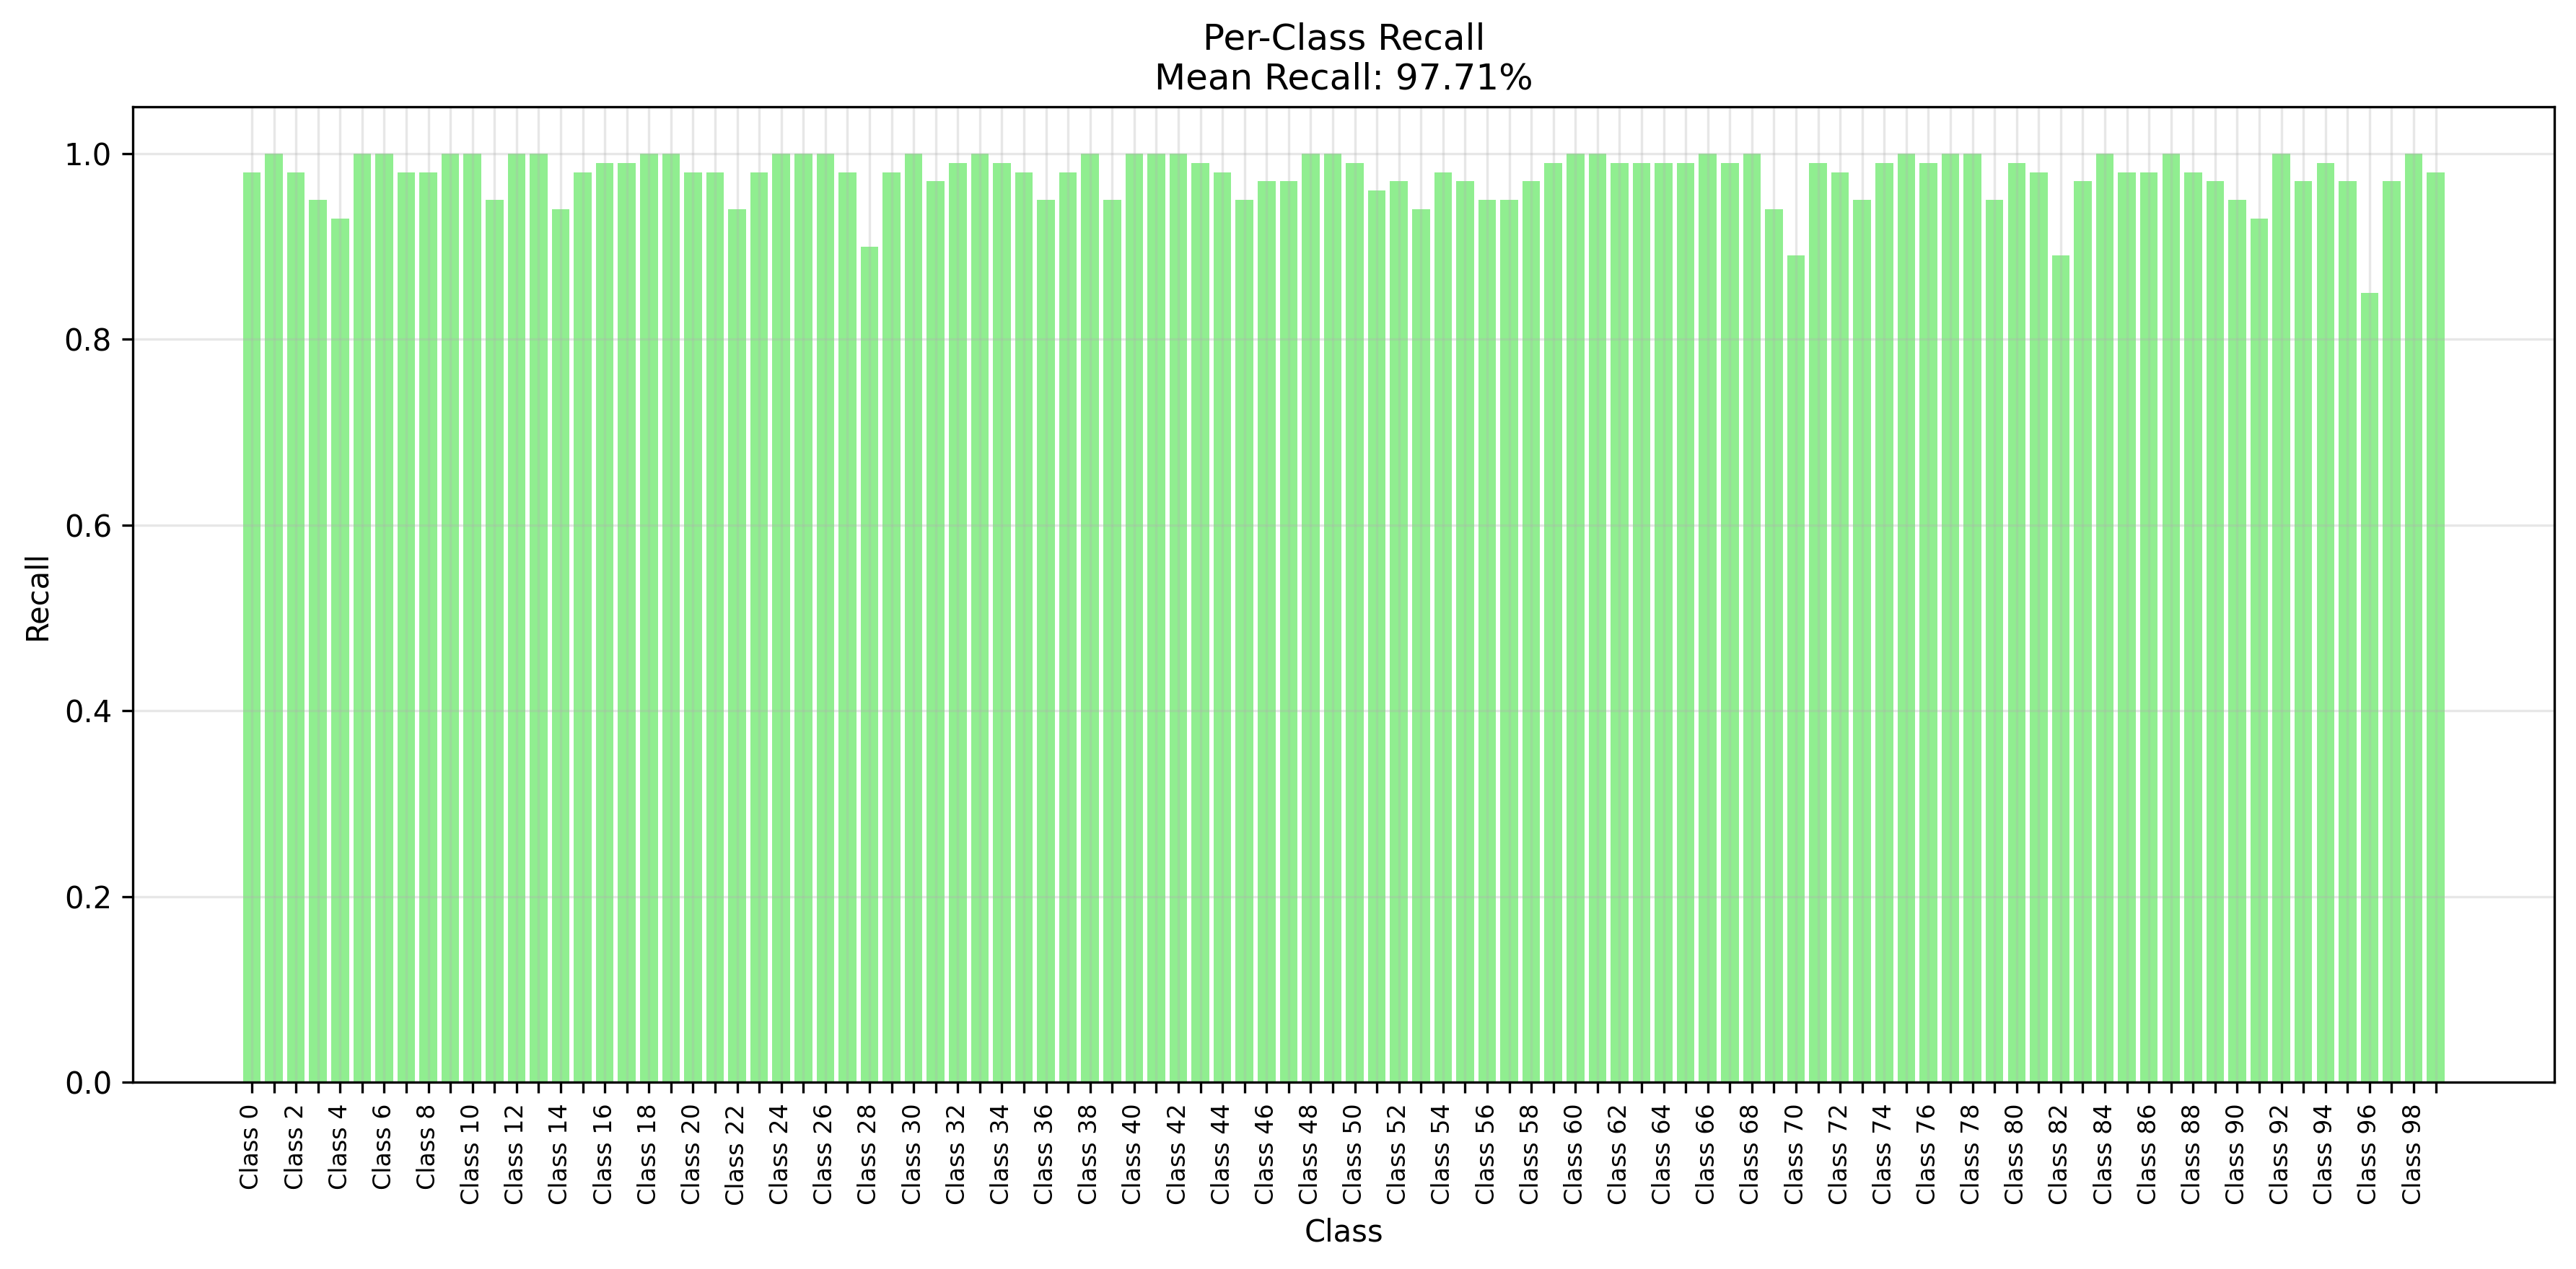 Per-Class Recall
Mean Recall: 97.71%
1.0
0.8
0.6
0.4
0.2
0.0
Recall
Class 0
Class 2
Class 4
Class 6
Class 8
Class 10
Class 12
Class 14
Class 16
Class 18
Class 20
Class 22
Class 24
Class 26
Class 28
Class 30
Class 32
Class 34
Class 36
Class 38
Class 40
Class 42
Class 44
Class 46
Class 48
Class 50
Class 52
Class 54
Class 56
Class 58
Class 60
Class 62
Class 64
Class 66
Class 68
Class 70
Class 72
Class 74
Class 76
Class 78
Class 80
Class 82
Class 84
Class 86
Class 88
Class 90
Class 92
Class 94
Class 96
Class 98
Class